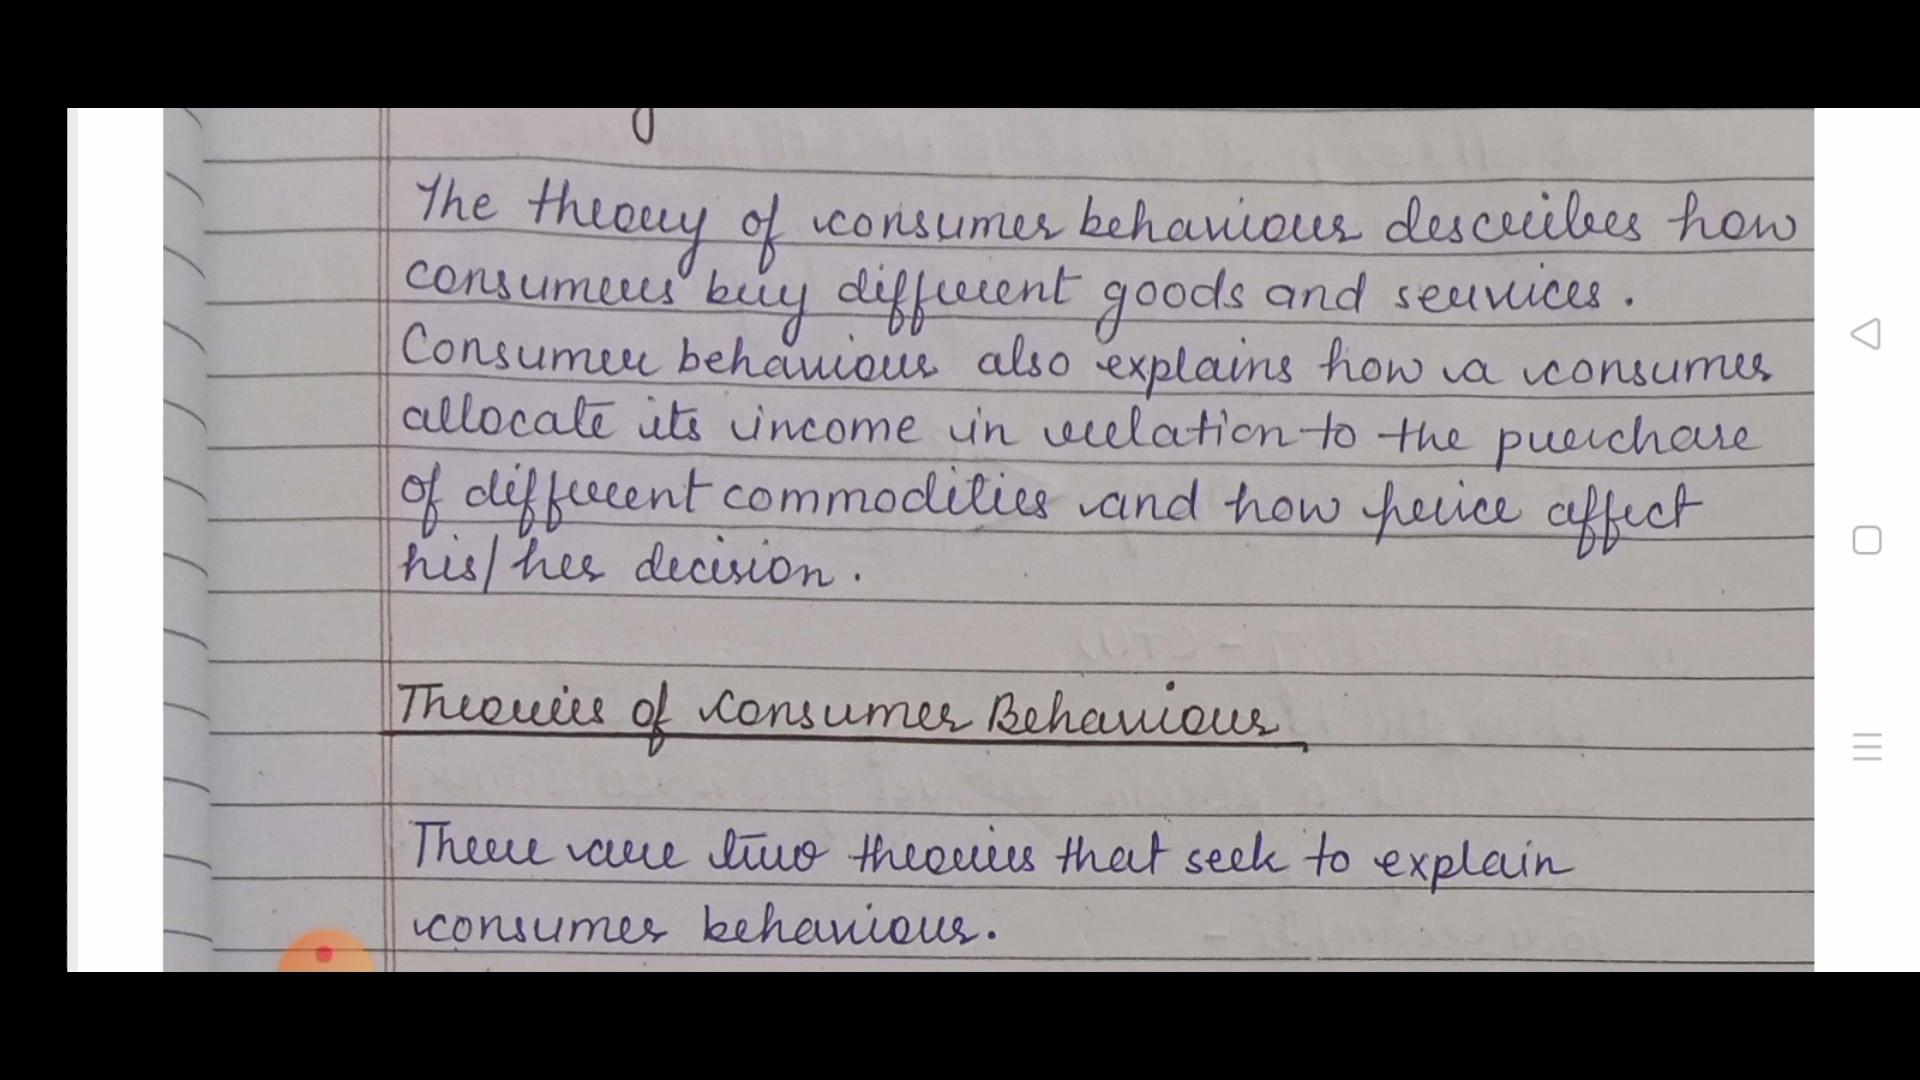 The theory of consumer behaviour describes how
consumers buy different goods and services.
Consumer behaviour also explains how a consumer
allocate its income in relation to the purchase
of different commodities and how price affect
his/her decision.
Theories of Consumer Behaviour
There are two theories that seek to explain
consumer behaviour.